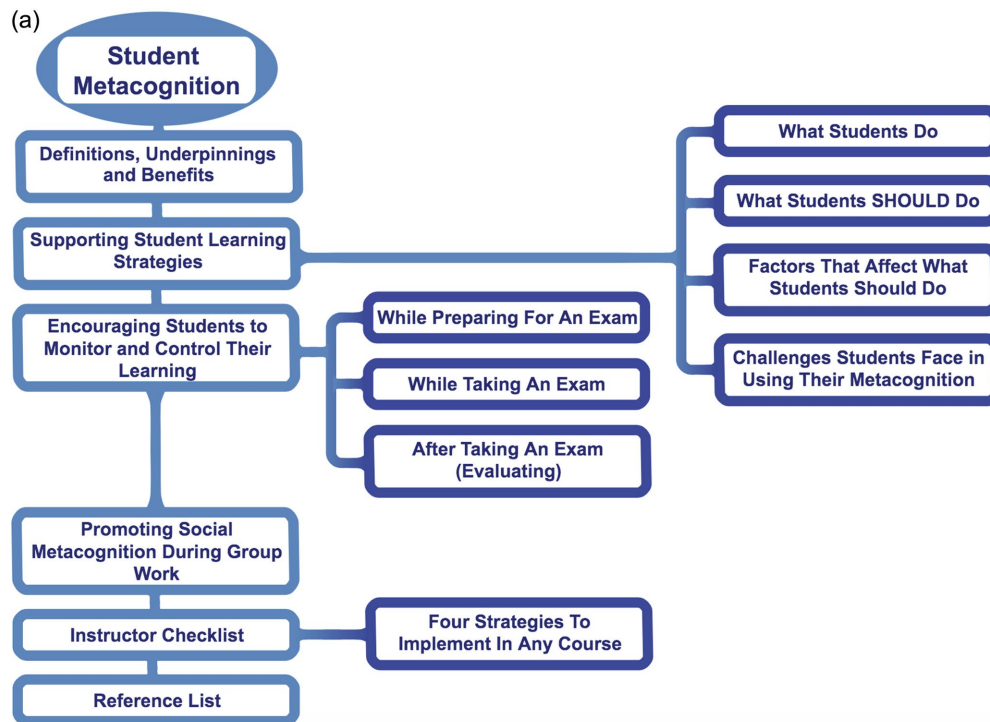 (a)
Student
Metacognition
Definitions, Underpinnings
and Benefits
Supporting Student Learning
Strategies
What Students Do
What Students SHOULD Do
Factors That Affect What
Students Should Do
Challenges Students Face in
Using Their Metacognition
Encouraging Students to
Monitor and Control Their
Learning
While Preparing For An Exam
While Taking An Exam
After Taking An Exam
(Evaluating)
Promoting Social
Metacognition During Group
Work
Instructor Checklist
Four Strategies To
Implement In Any Course
Reference List